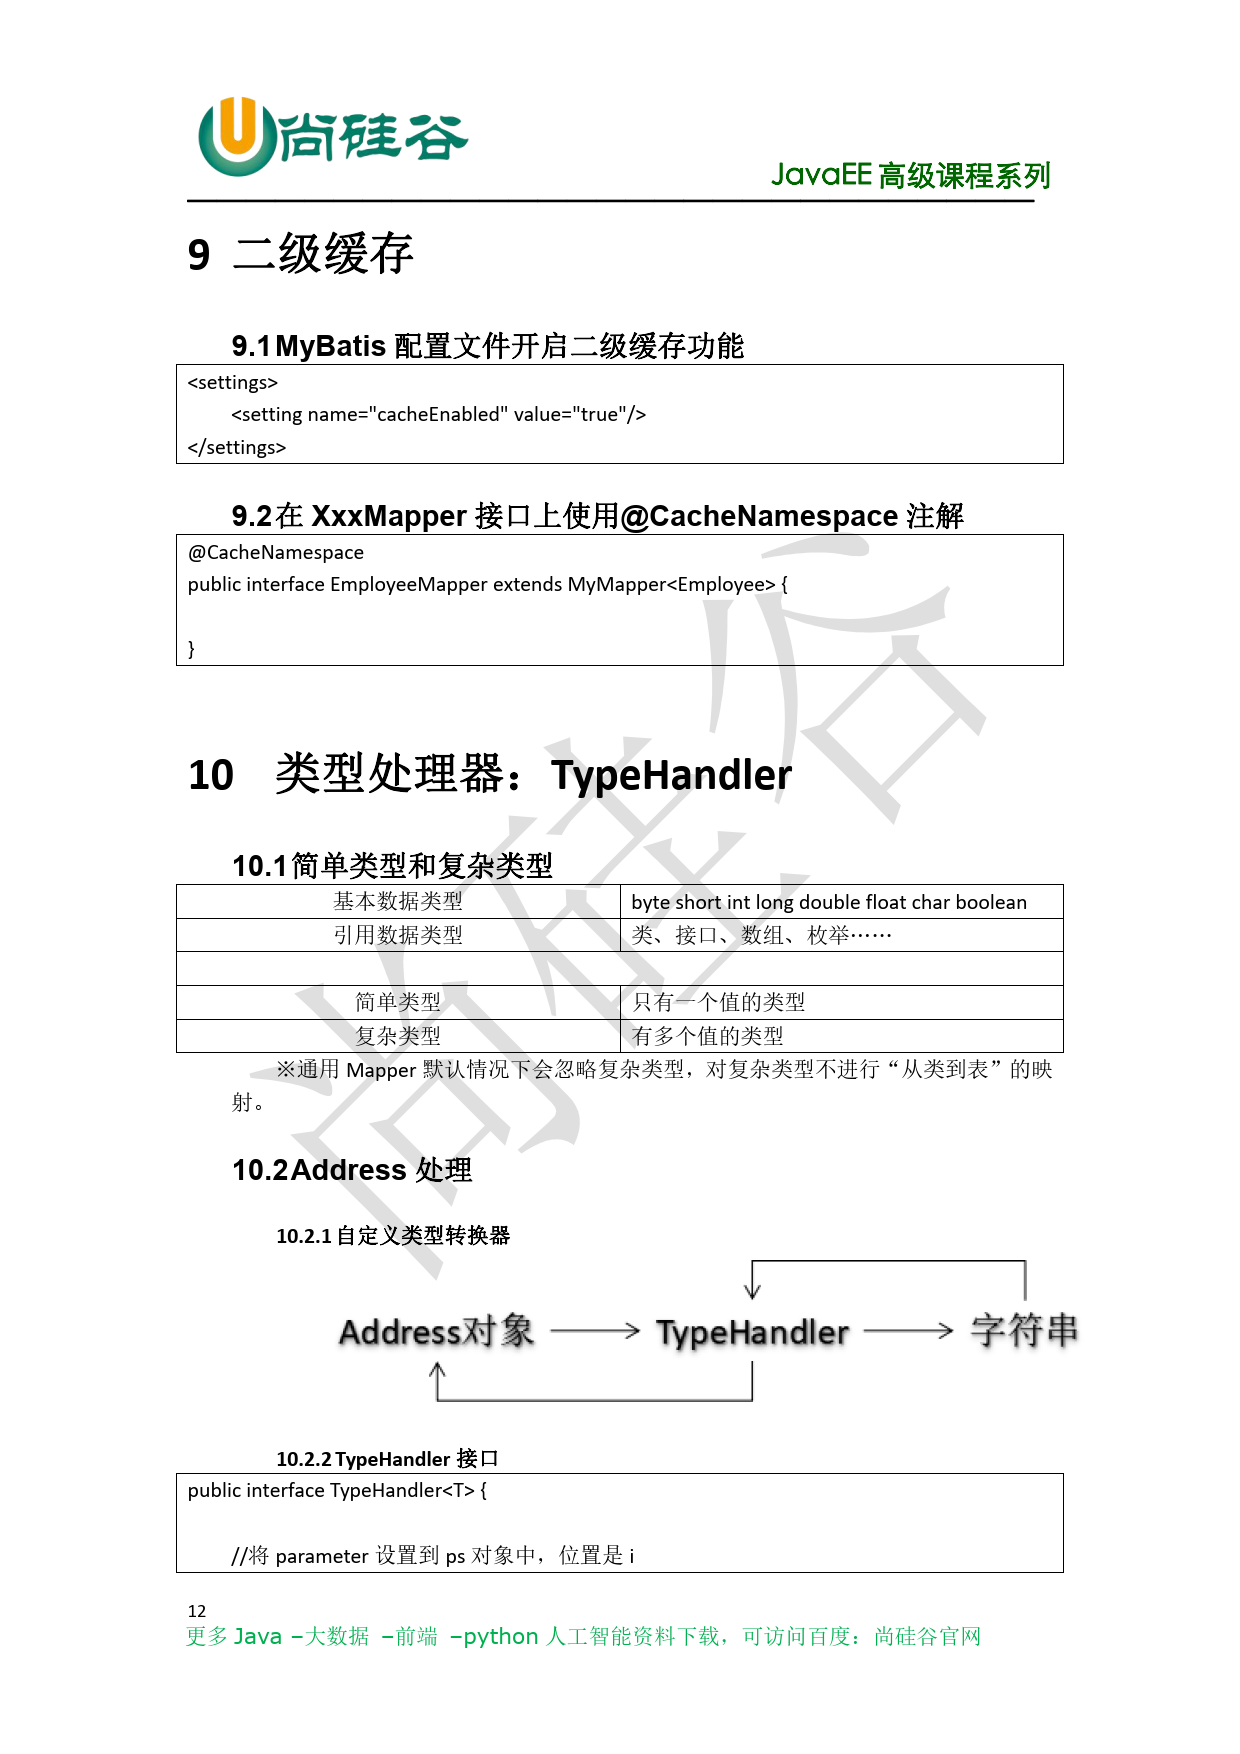 尚硅谷
JavaEE 高级课程系列
9 二级缓存
9.1 MyBatis 配置文件开启二级缓存功能
<settings>
<setting name="cacheEnabled" value="true"/>
</settings>
9.2 在 XxxMapper 接口上使用@CacheNamespace 注解
@CacheNamespace
public interface EmployeeMapper extends MyMapper<Employee> {
}
10 类型处理器：TypeHandler
10.1 简单类型和复杂类型
基本数据类型 byte short int long double float char boolean
引用数据类型 类、接口、数组、枚举……
简单类型 只有一个值的类型
复杂类型 有多个值的类型
※通用 Mapper 默认情况下会忽略复杂类型，对复杂类型不进行“从类到表”的映
射。
10.2 Address 处理
10.2.1 自定义类型转换器
Address对象 TypeHandler 字符串
10.2.2 TypeHandler 接口
public interface TypeHandler<T> {
//将 parameter 设置到 ps 对象中，位置是 i
12
更多 Java –大数据 –前端 –python 人工智能资料下载，可访问百度：尚硅谷官网
尚硅谷